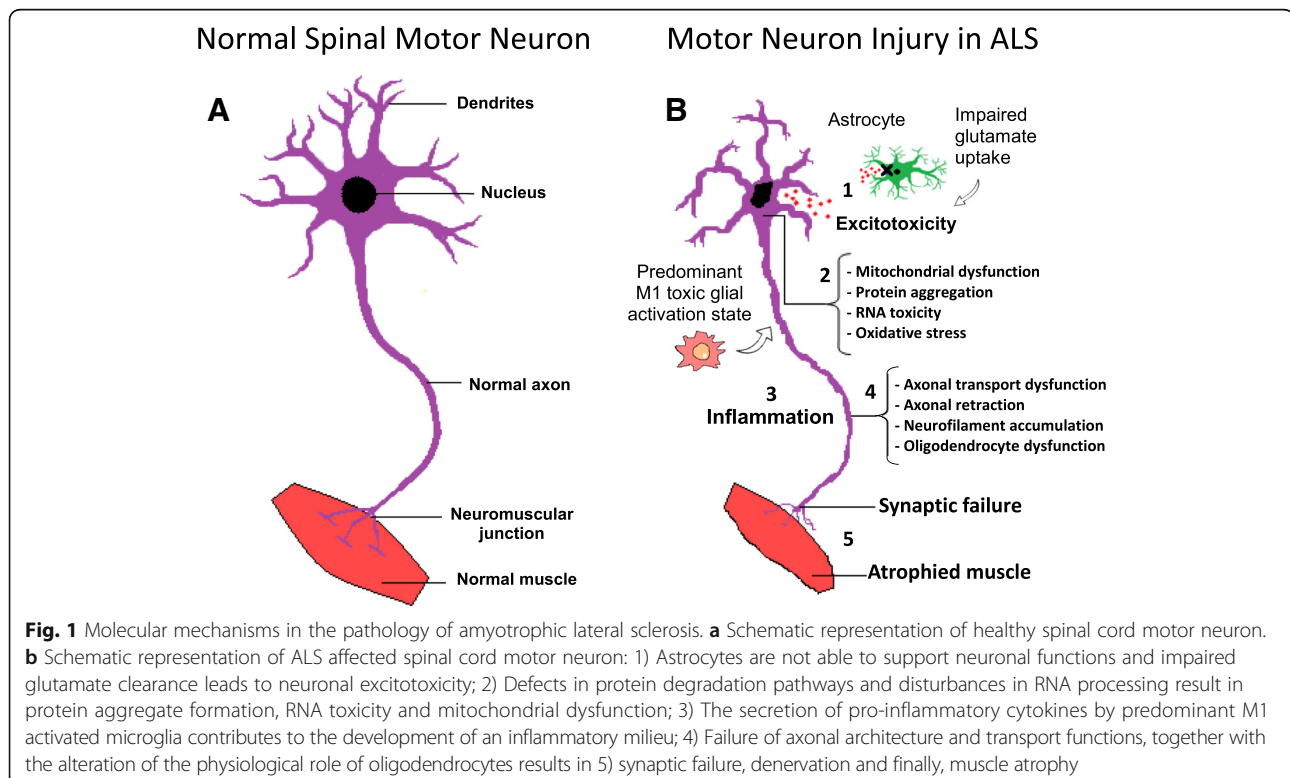 Normal Spinal Motor Neuron
Motor Neuron Injury in ALS
A
Dendrites
Nucleus
Normal axon
Neuromuscular
junction
Normal muscle
B
Astrocyte
Impaired
glutamate
uptake
1
Excitotoxicity
2
- Mitochondrial dysfunction
- Protein aggregation
- RNA toxicity
- Oxidative stress
Predominant
M1 toxic glial
activation state
3
Inflammation
4
- Axonal transport dysfunction
- Axonal retraction
- Neurofilament accumulation
- Oligodendrocyte dysfunction
Synaptic failure
5
Atrophied muscle
Fig. 1 Molecular mechanisms in the pathology of amyotrophic lateral sclerosis. a Schematic representation of healthy spinal cord motor neuron.
b Schematic representation of ALS affected spinal cord motor neuron: 1) Astrocytes are not able to support neuronal functions and impaired
glutamate clearance leads to neuronal excitotoxicity; 2) Defects in protein degradation pathways and disturbances in RNA processing result in
protein aggregate formation, RNA toxicity and mitochondrial dysfunction; 3) The secretion of pro-inflammatory cytokines by predominant M1
activated microglia contributes to the development of an inflammatory milieu; 4) Failure of axonal architecture and transport functions, together with
the alteration of the physiological role of oligodendrocytes results in 5) synaptic failure, denervation and finally, muscle atrophy